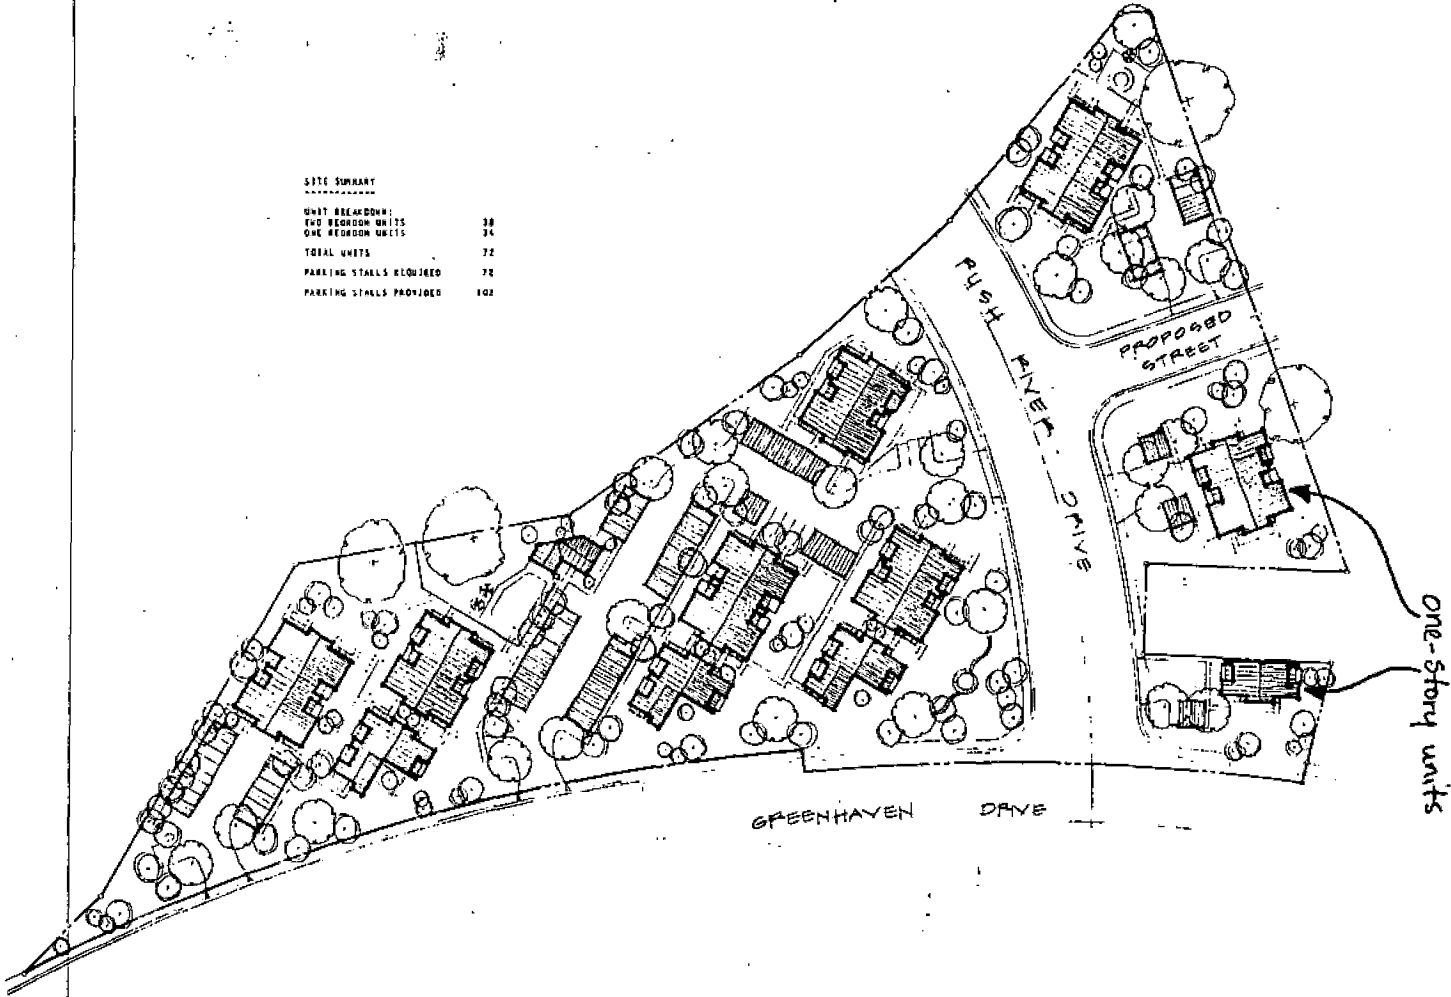 SITE SUMMARY
UNIT BREAKDOWN:
TWO BEDROOM UNITS 38
ONE BEDROOM UNITS 34
TOTAL UNITS 72
PARKING STALLS REQUIRED 72
PARKING STALLS PROVIDED 102
RUSH RIVER DRIVE
PROPOSED
STREET
One-Story units
GREENHAVEN DRIVE